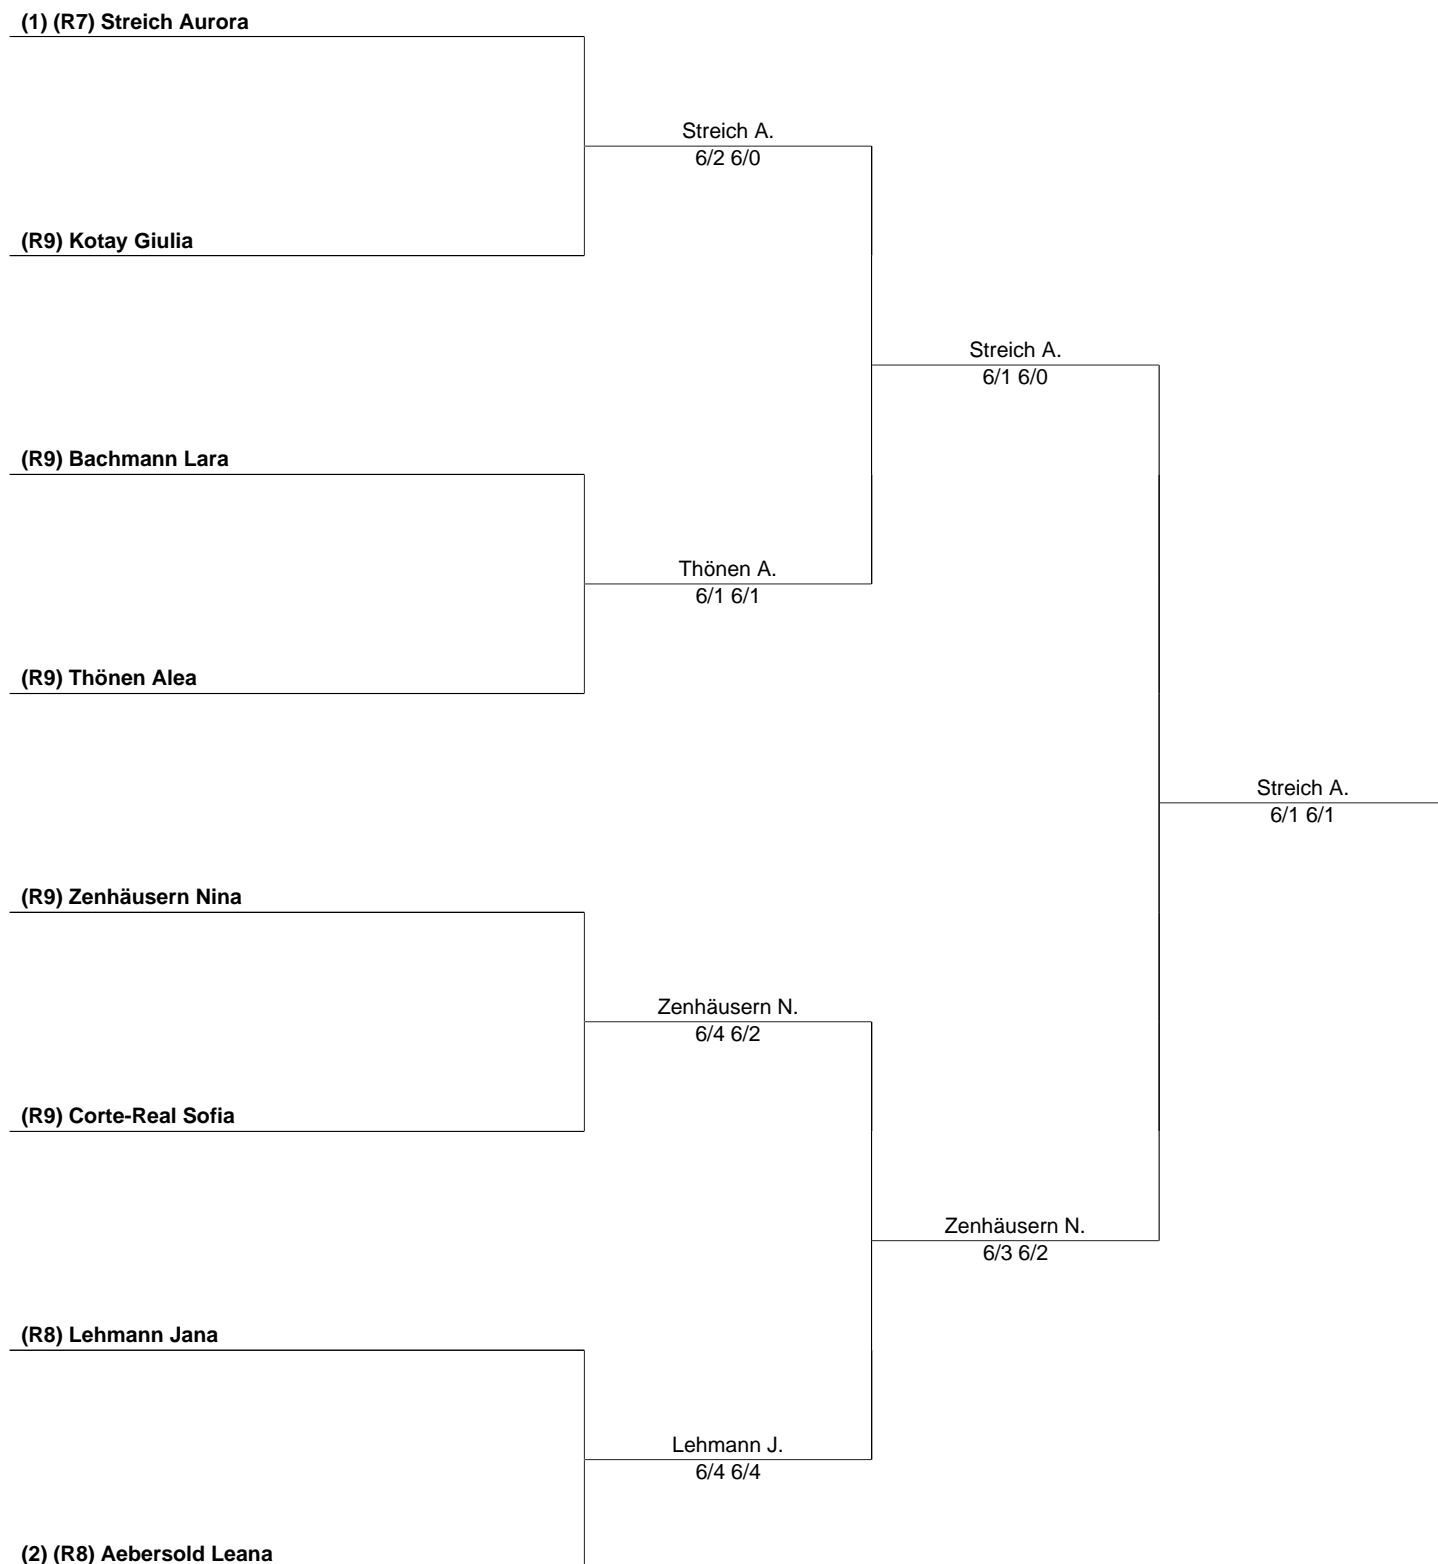 (1) (R7) Streich Aurora
Streich A.
6/2 6/0
(R9) Kotay Giulia
Streich A.
6/1 6/0
(R9) Bachmann Lara
Thönen A.
6/1 6/1
(R9) Thönen Alea
Streich A.
6/1 6/1
(R9) Zenhäusern Nina
Zenhäusern N.
6/4 6/2
(R9) Corte-Real Sofia
Zenhäusern N.
6/3 6/2
(R8) Lehmann Jana
Lehmann J.
6/4 6/4
(2) (R8) Aebersold Leana